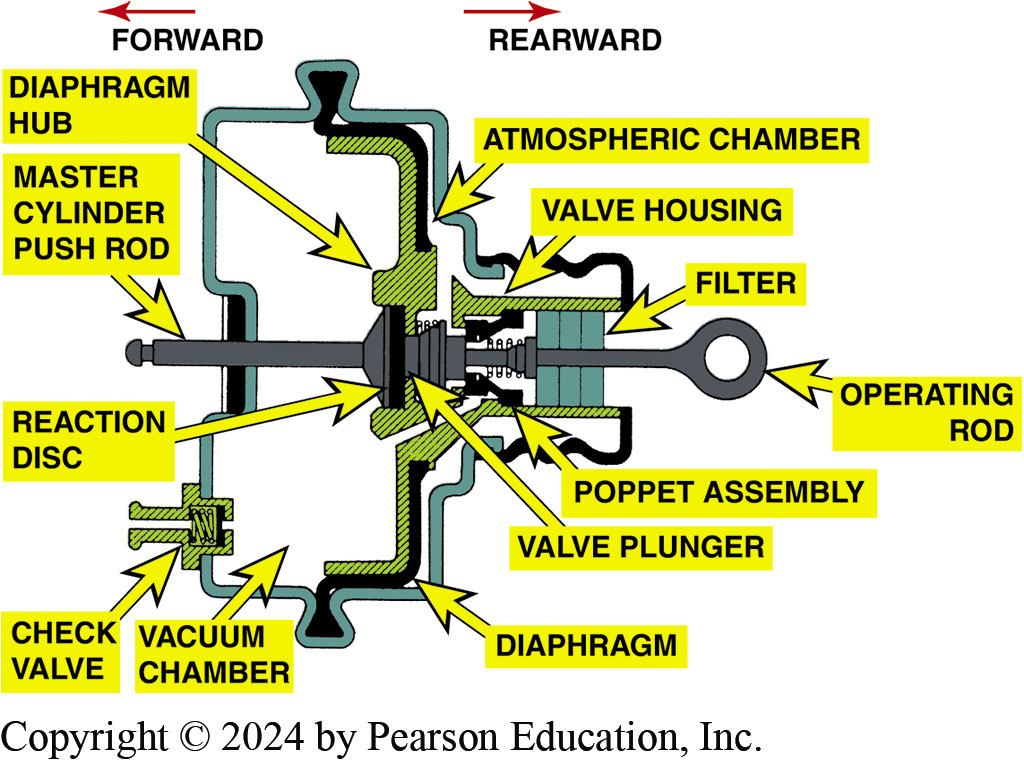 FORWARD
REARWARD
DIAPHRAGM
HUB
ATMOSPHERIC CHAMBER
MASTER
CYLINDER
PUSH ROD
VALVE HOUSING
FILTER
OPERATING
ROD
REACTION
DISC
POPPET ASSEMBLY
VALVE PLUNGER
CHECK
VALVE
VACUUM
CHAMBER
DIAPHRAGM
Copyright © 2024 by Pearson Education, Inc.